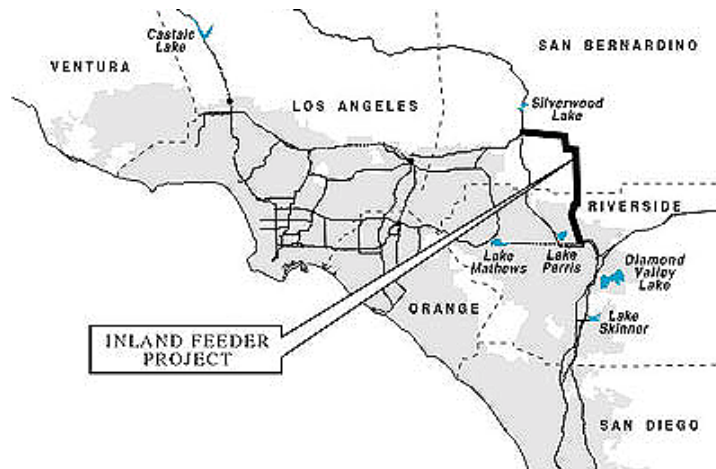 Castaic
Lake
SAN BERNARDINO
VENTURA
LOS ANGELES
Silverwood
Lake
RIVERSIDE
Lake
Mathews
Lake
Perris
Diamond
Valley
Lake
ORANGE
Lake
Skinner
INLAND FEEDER
PROJECT
SAN DIEGO